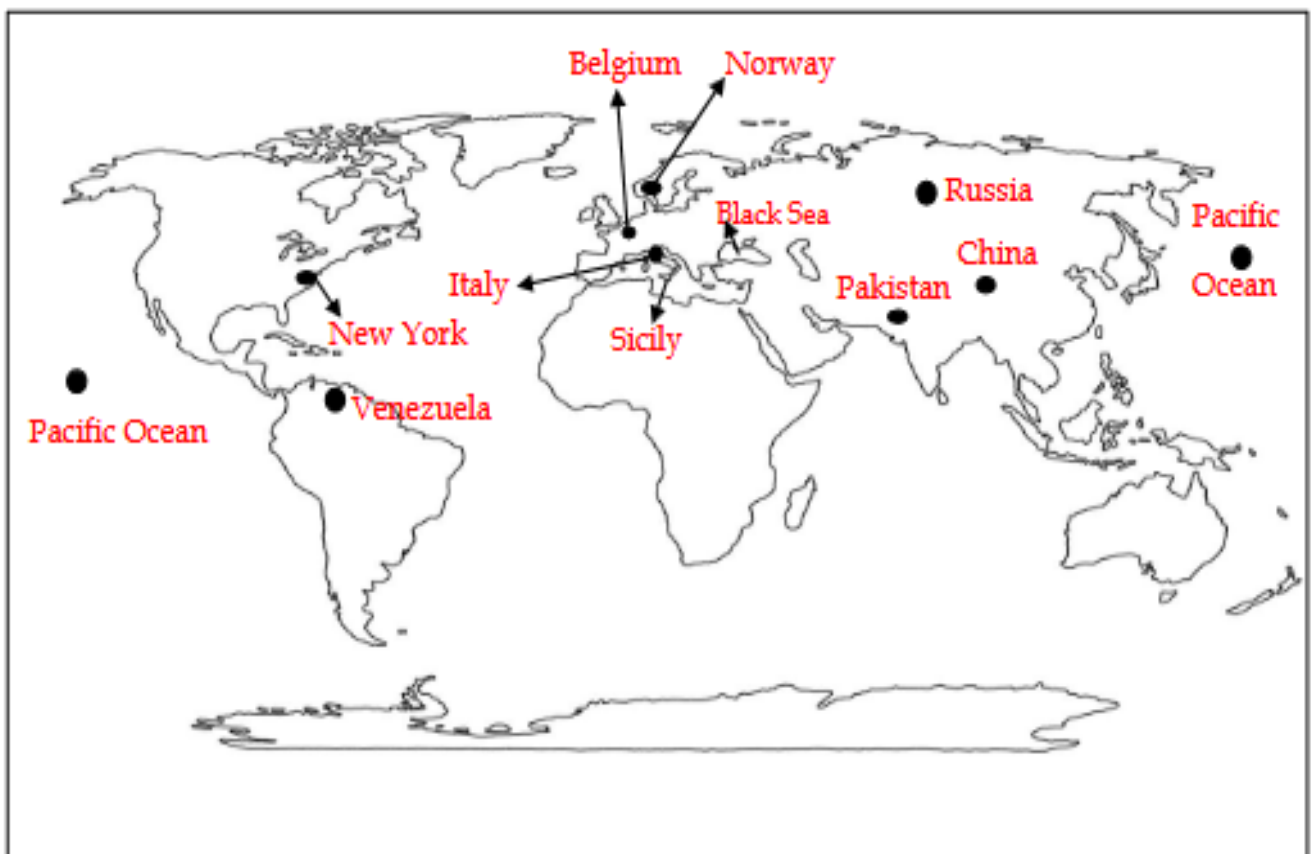 Belgium
Norway
Russia
Black Sea
Pacific
Ocean
China
Italy
Pakistan
New York
Sicily
Venezuela
Pacific Ocean